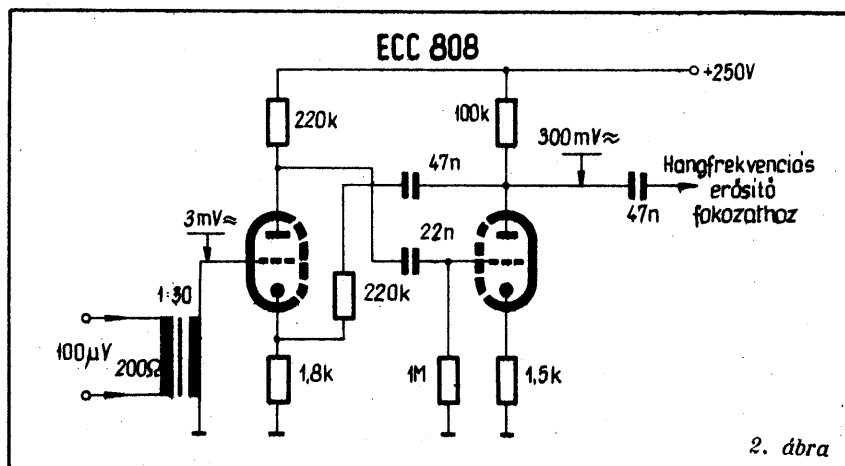 ECC 808
+250V
220k
100k
300mV≈
47n
Hangfrekvenciás
erősítő
fokozathoz
47n
3mV≈
22n
1:30
220k
100µV
200Ω
1,8k
1M
1,5k
2. ábra